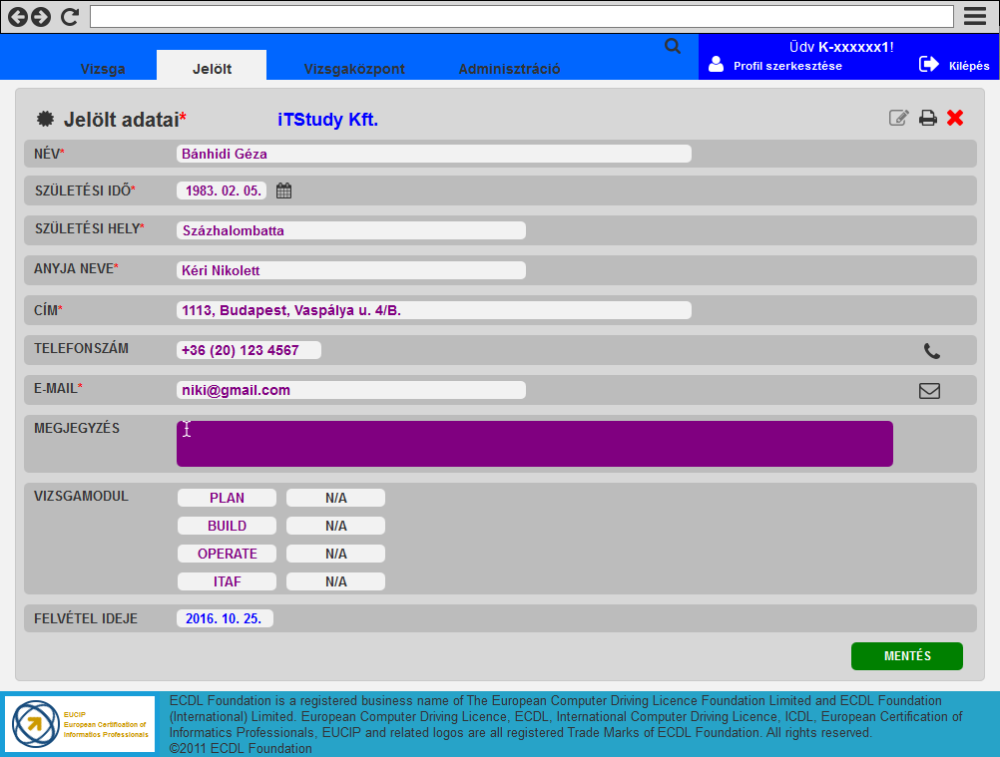 Üdv K-xxxxxx1!
Vizsga
Jelölt
Vizsgaközpont
Adminisztráció
Profil szerkesztése
Kilépés
Jelölt adatai*
iTStudy Kft.
NÉV* Bánhidi Géza
SZÜLETÉSI IDŐ* 1983. 02. 05.
SZÜLETÉSI HELY* Százhalombatta
ANYJA NEVE* Kéri Nikolett
CÍM* 1113, Budapest, Vaspálya u. 4/B.
TELEFONSZÁM +36 (20) 123 4567
E-MAIL* niki@gmail.com
MEGJEGYZÉS
VIZSGAMODUL PLAN N/A
BUILD N/A
OPERATE N/A
ITAF N/A
FELVÉTEL IDEJE 2016. 10. 25.
MENTÉS
EUCIP
European Certification of
Informatics Professionals
ECDL Foundation is a registered business name of The European Computer Driving Licence Foundation Limited and ECDL Foundation
(International) Limited. European Computer Driving Licence, ECDL, International Computer Driving Licence, ICDL, European Certification of
Informatics Professionals, EUCIP and related logos are all registered Trade Marks of ECDL Foundation. All rights reserved.
©2011 ECDL Foundation